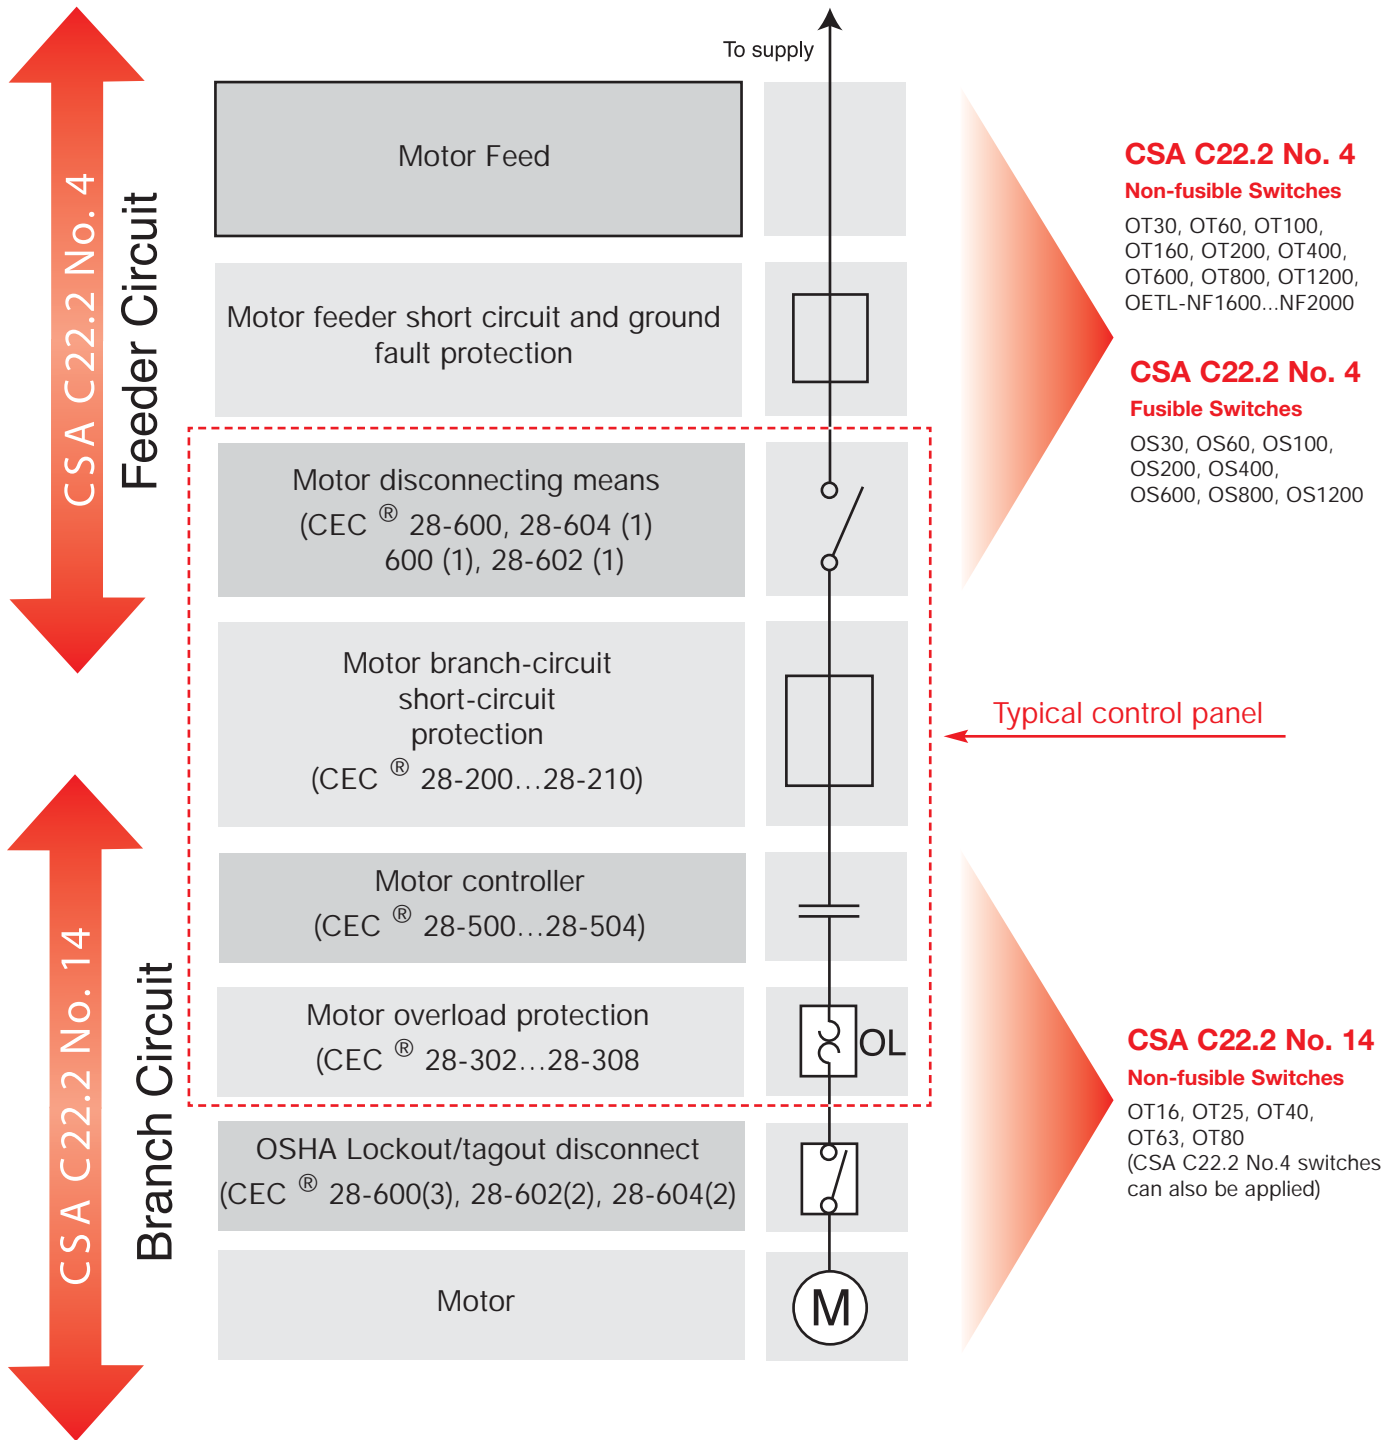 To supply
CSA C22.2 No. 4
Feeder Circuit
Motor Feed
Motor feeder short circuit and ground
fault protection
Motor disconnecting means
(CEC ® 28-600, 28-604 (1)
600 (1), 28-602 (1)
Motor branch-circuit
short-circuit
protection
(CEC ® 28-200...28-210)
CSA C22.2 No. 14
Branch Circuit
Motor controller
(CEC ® 28-500...28-504)
Motor overload protection
(CEC ® 28-302...28-308
OL
OSHA Lockout/tagout disconnect
(CEC ® 28-600(3), 28-602(2), 28-604(2)
Motor
M
CSA C22.2 No. 4
Non-fusible Switches
OT30, OT60, OT100,
OT160, OT200, OT400,
OT600, OT800, OT1200,
OETL-NF1600...NF2000
CSA C22.2 No. 4
Fusible Switches
OS30, OS60, OS100,
OS200, OS400,
OS600, OS800, OS1200
Typical control panel
CSA C22.2 No. 14
Non-fusible Switches
OT16, OT25, OT40,
OT63, OT80
(CSA C22.2 No.4 switches
can also be applied)